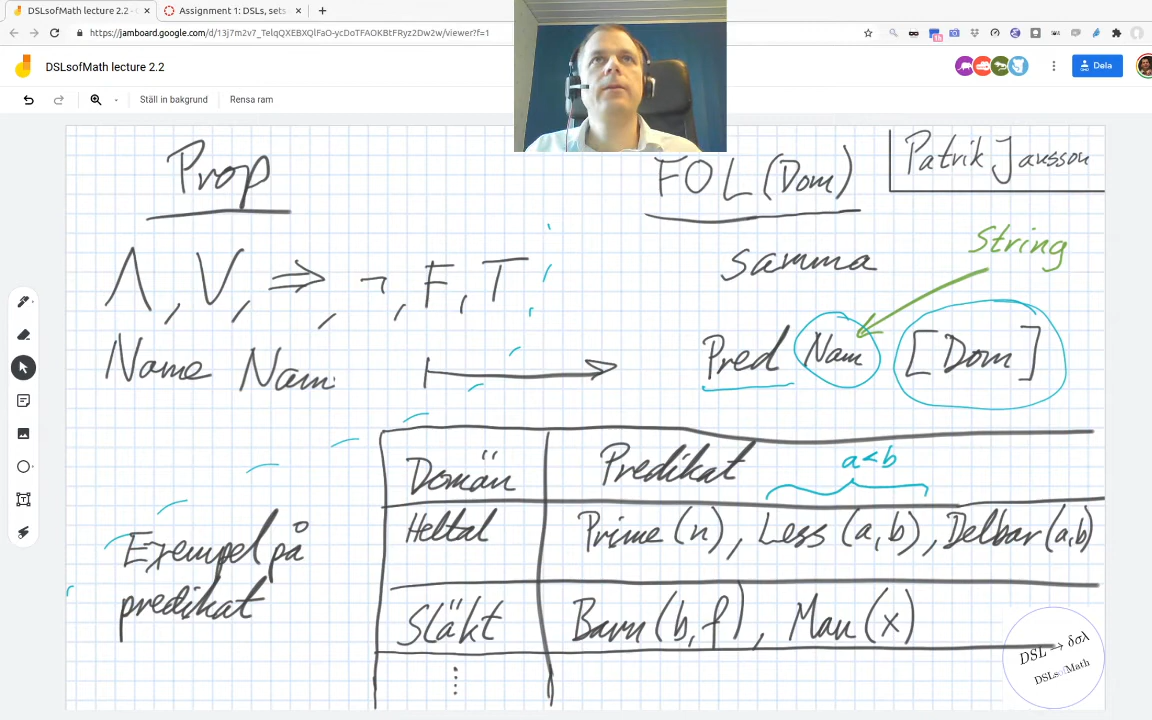 DSLsofMath lecture 2.2 -
Assignment 1: DSLs, sets
https://jamboard.google.com/d/13j7m2v7_TelqQXEBXQlFaO-ycDoTFAOKBtFRyz2Dw2w/viewer?f=1
DSLsofMath lecture 2.2
Dela
Ställ in bakgrund
Rensa ram
Prop
FOL (Dom)
Patrik Jansson
String
Λ, V, ⇒, ¬, F, T
samma
Name Nam
Pred Nam [Dom]
Domän
Predikat
a<b
Heltal
Prime (n), Less (a,b), Delbar (a,b)
Exempel på
predikat
Släkt
Barn (b,f), Man (x)
DSL → δσλ
DSLsofMath